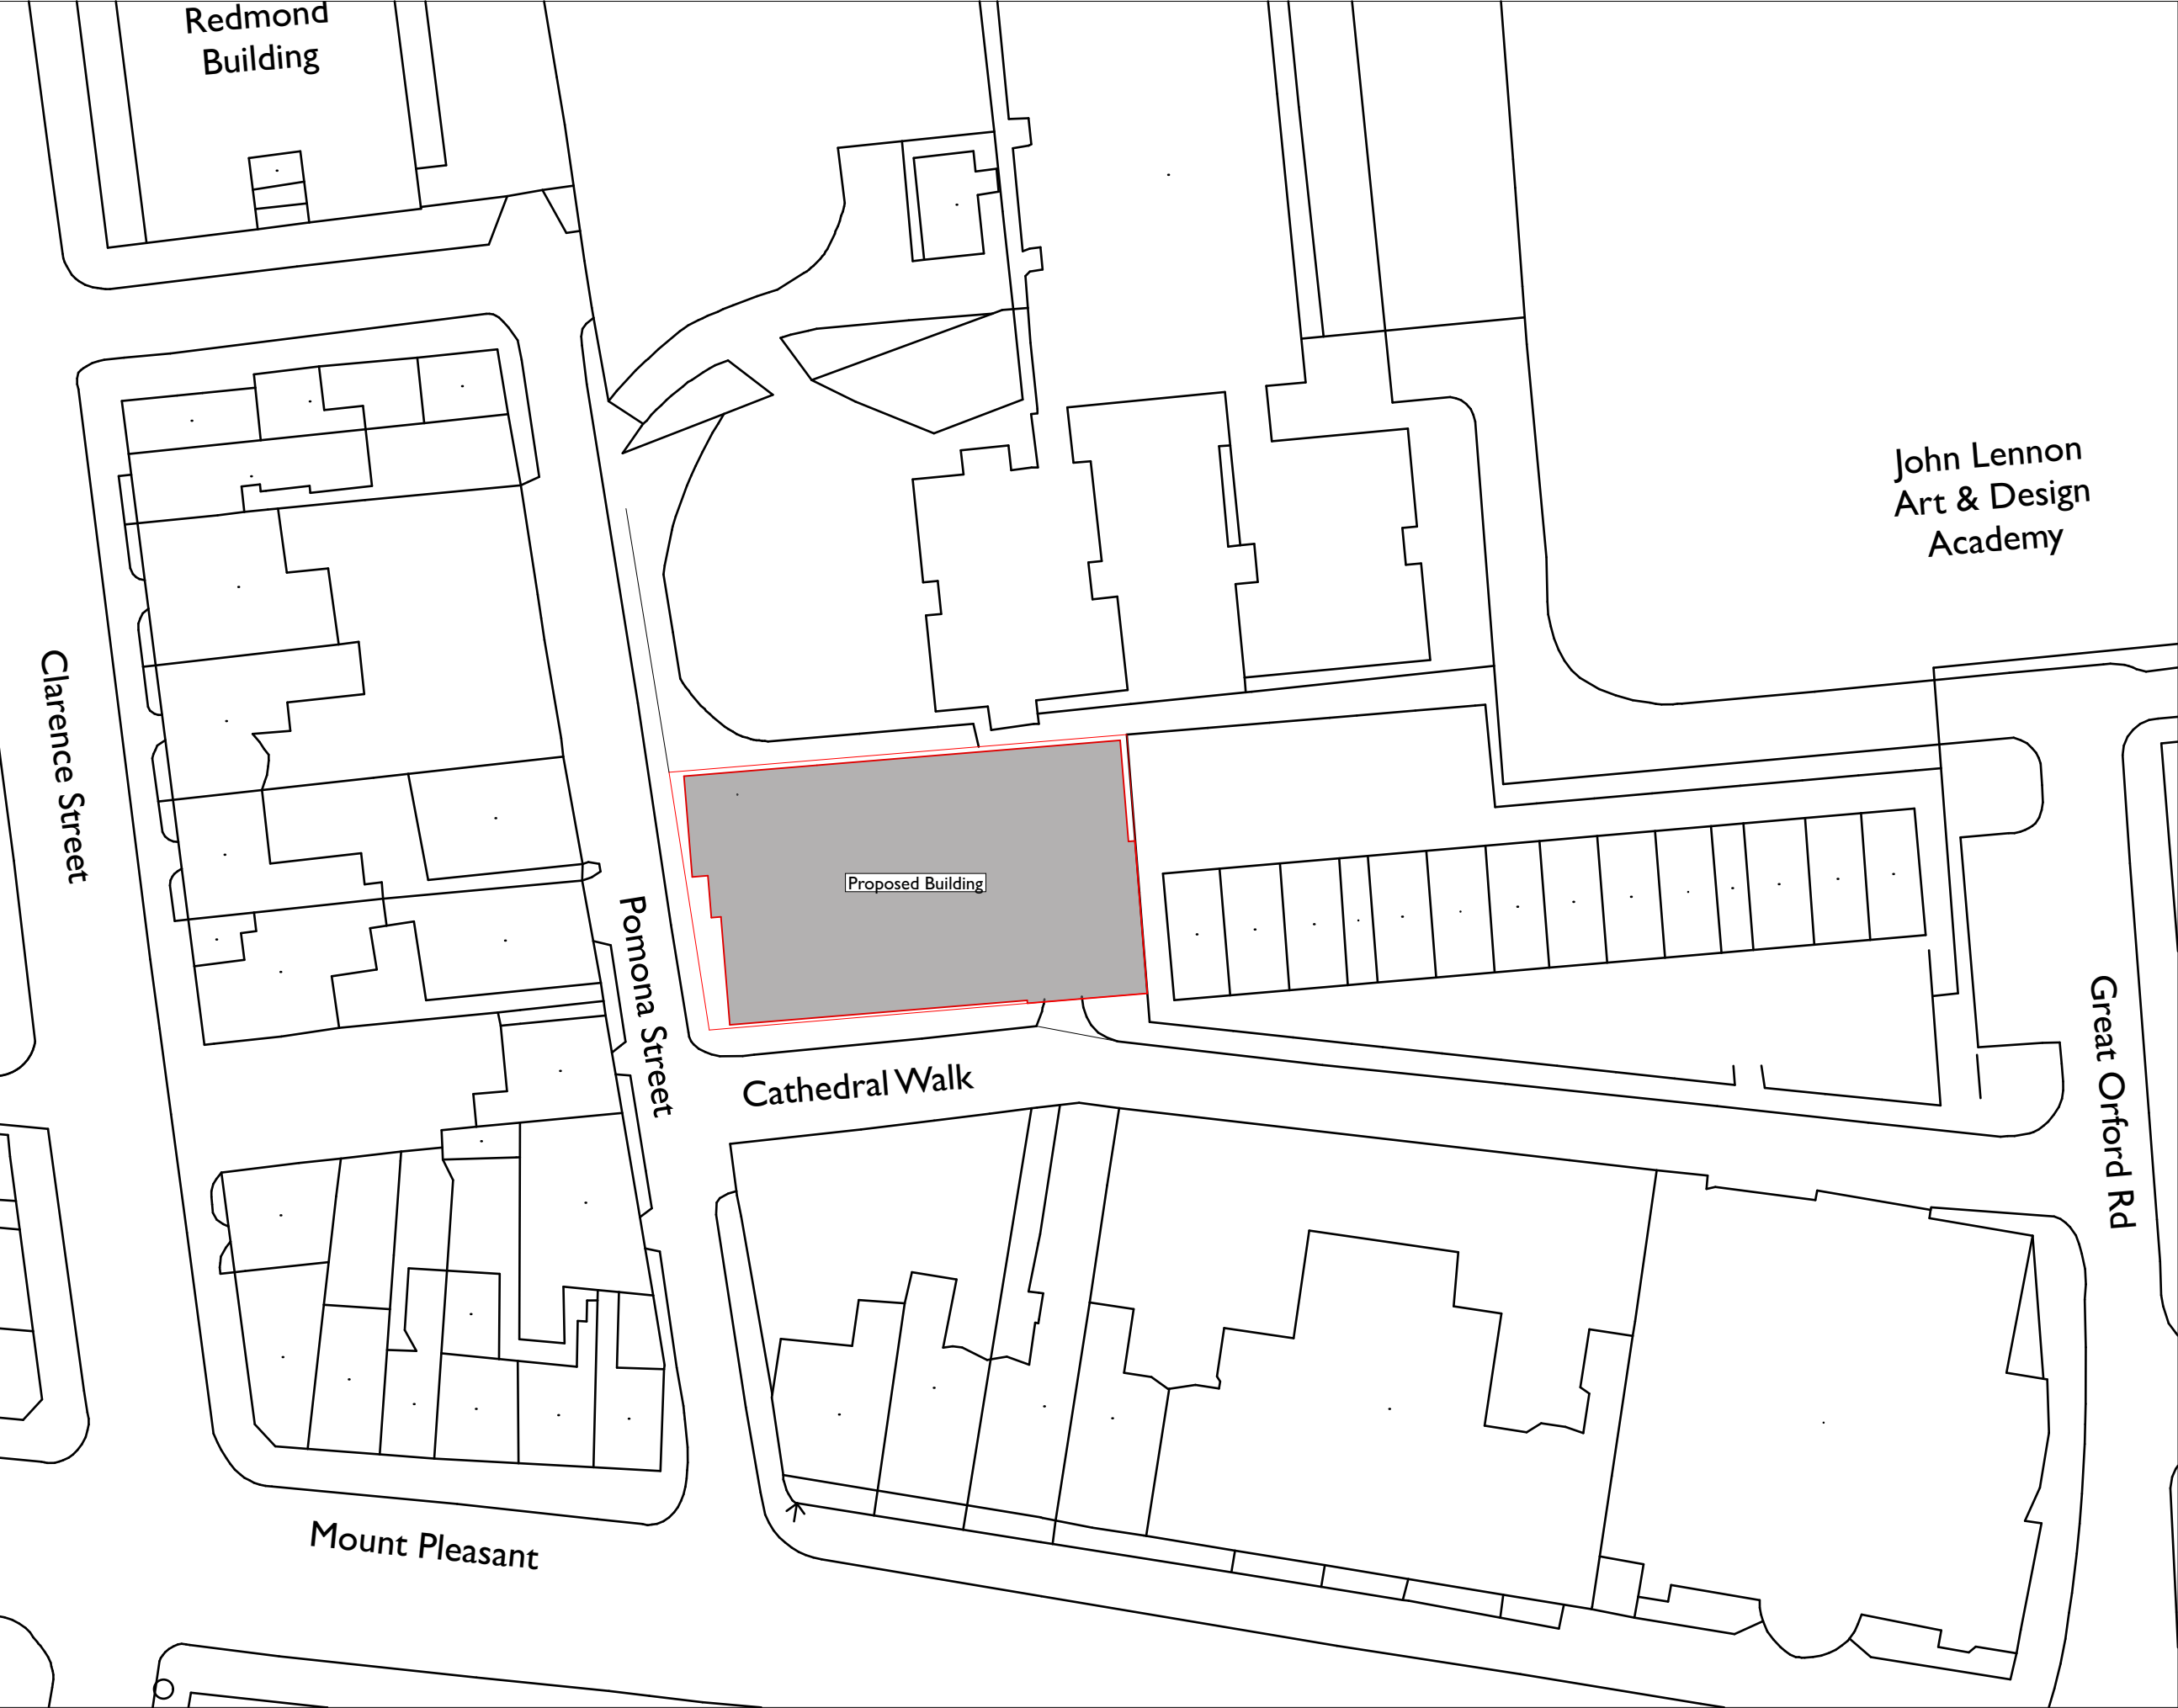 Redmond
Building
John Lennon
Art & Design
Academy
Clarence Street
Proposed Building
Pomona Street
Great Orford Rd
Cathedral Walk
Mount Pleasant